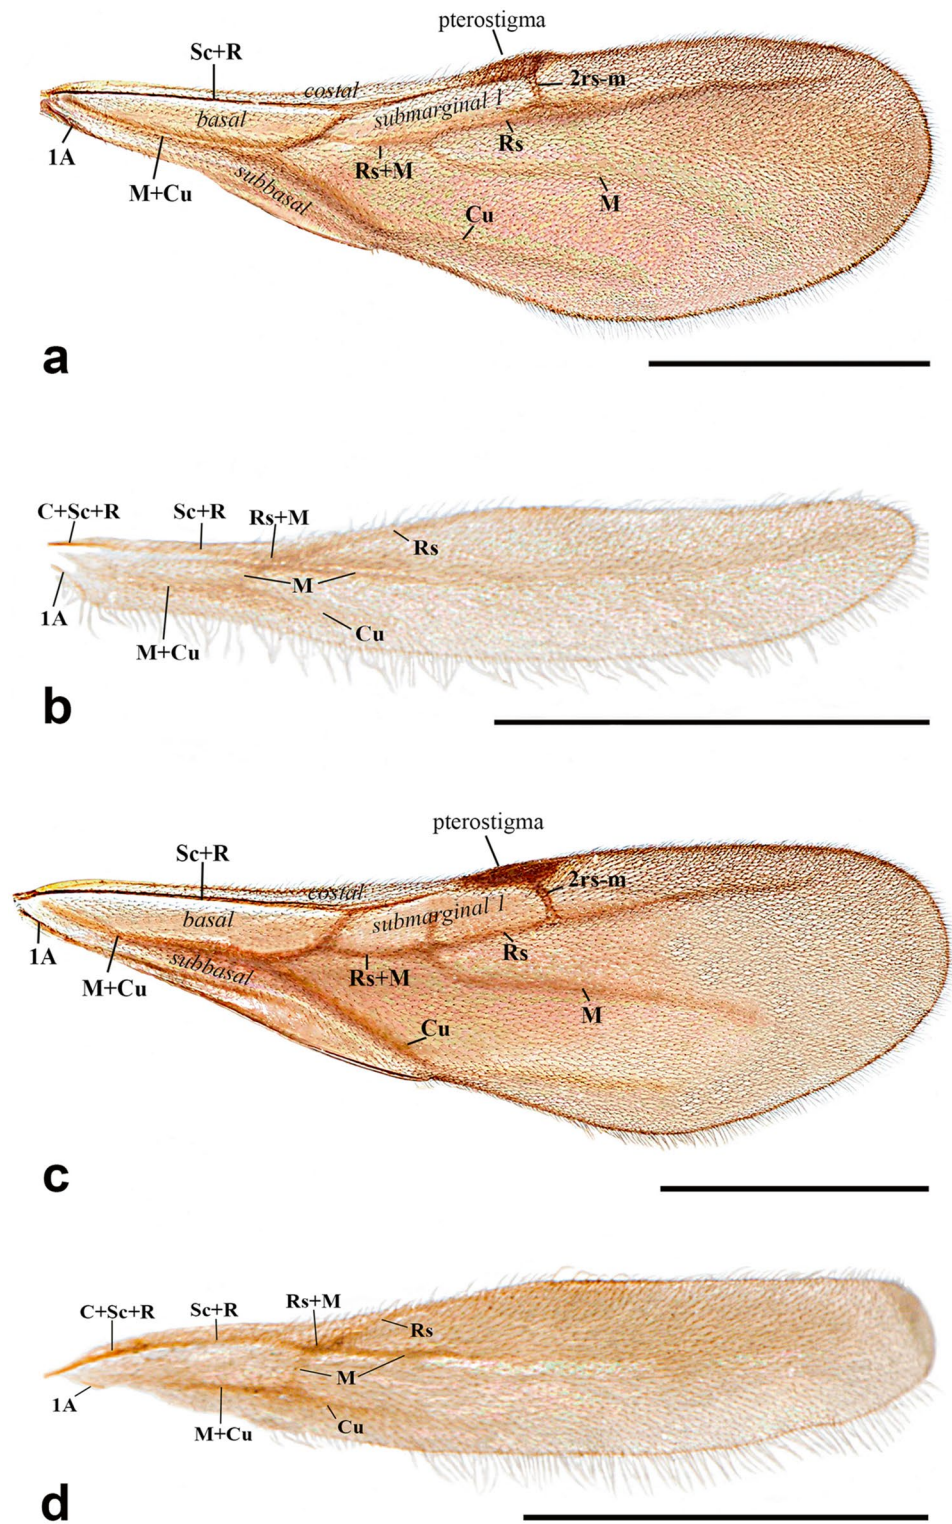 pterostigma
Sc+R
costal
2rs-m
basal
submarginal 1
1A
Rs
Rs+M
M+Cu
subbasal
M
Cu
a
C+Sc+R
Sc+R
Rs+M
Rs
M
1A
Cu
M+Cu
b
pterostigma
Sc+R
costal
2rs-m
basal
submarginal 1
1A
subbasal
Rs
Rs+M
M+Cu
M
Cu
c
C+Sc+R
Sc+R
Rs+M
Rs
M
1A
M+Cu
Cu
d